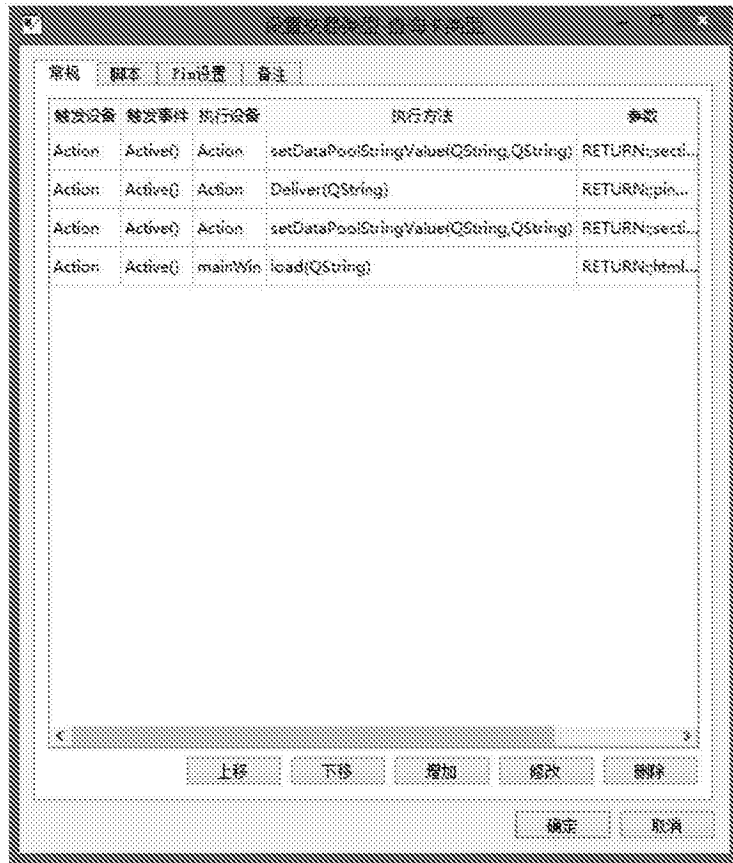 常规 脚本 Pin设置 备注
触发设备 触发事件 执行设备 执行方法 参数
Action Active() Action setDataPoolStringValue(QString,QString) RETURN:;secti...
Action Active() Action Deliver(QString) RETURN:;pin...
Action Active() Action setDataPoolStringValue(QString,QString) RETURN:;secti...
Action Active() mainWin load(QString) RETURN:;html...
上移 下移 增加 修改 删除
确定 取消